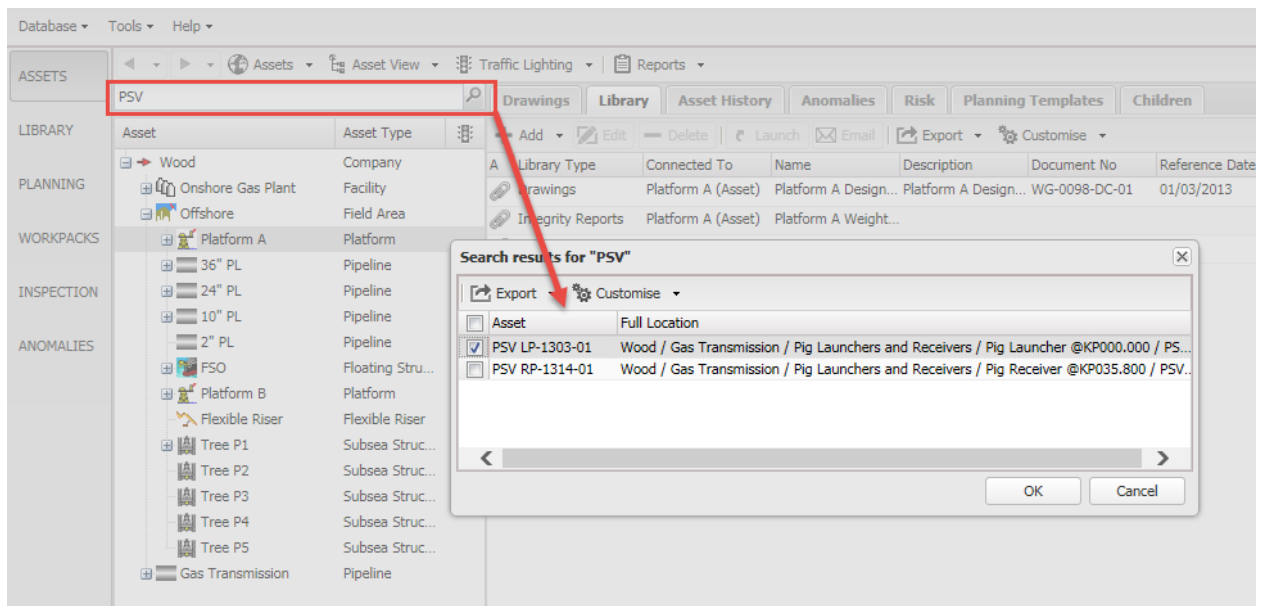 Database Tools Help
ASSETS
LIBRARY
PLANNING
WORKPACKS
INSPECTION
ANOMALIES
Assets Asset View Traffic Lighting Reports
PSV
Drawings Library Asset History Anomalies Risk Planning Templates Children
Asset Asset Type
Wood Company
Onshore Gas Plant Facility
Offshore Field Area
Platform A Platform
36" PL Pipeline
24" PL Pipeline
10" PL Pipeline
2" PL Pipeline
FSO Floating Stru...
Platform B Platform
Flexible Riser Flexible Riser
Tree P1 Subsea Struc...
Tree P2 Subsea Struc...
Tree P3 Subsea Struc...
Tree P4 Subsea Struc...
Tree P5 Subsea Struc...
Gas Transmission Pipeline
Add Edit Delete Launch Email Export Customise
A Library Type Connected To Name Description Document No Reference Date
Drawings Platform A (Asset) Platform A Design... Platform A Design... WG-0098-DC-01 01/03/2013
Integrity Reports Platform A (Asset) Platform A Weight...
Search results for "PSV"
Export Customise
Asset Full Location
PSV LP-1303-01 Wood / Gas Transmission / Pig Launchers and Receivers / Pig Launcher @KP000.000 / PS...
PSV RP-1314-01 Wood / Gas Transmission / Pig Launchers and Receivers / Pig Receiver @KP035.800 / PSV..
OK Cancel